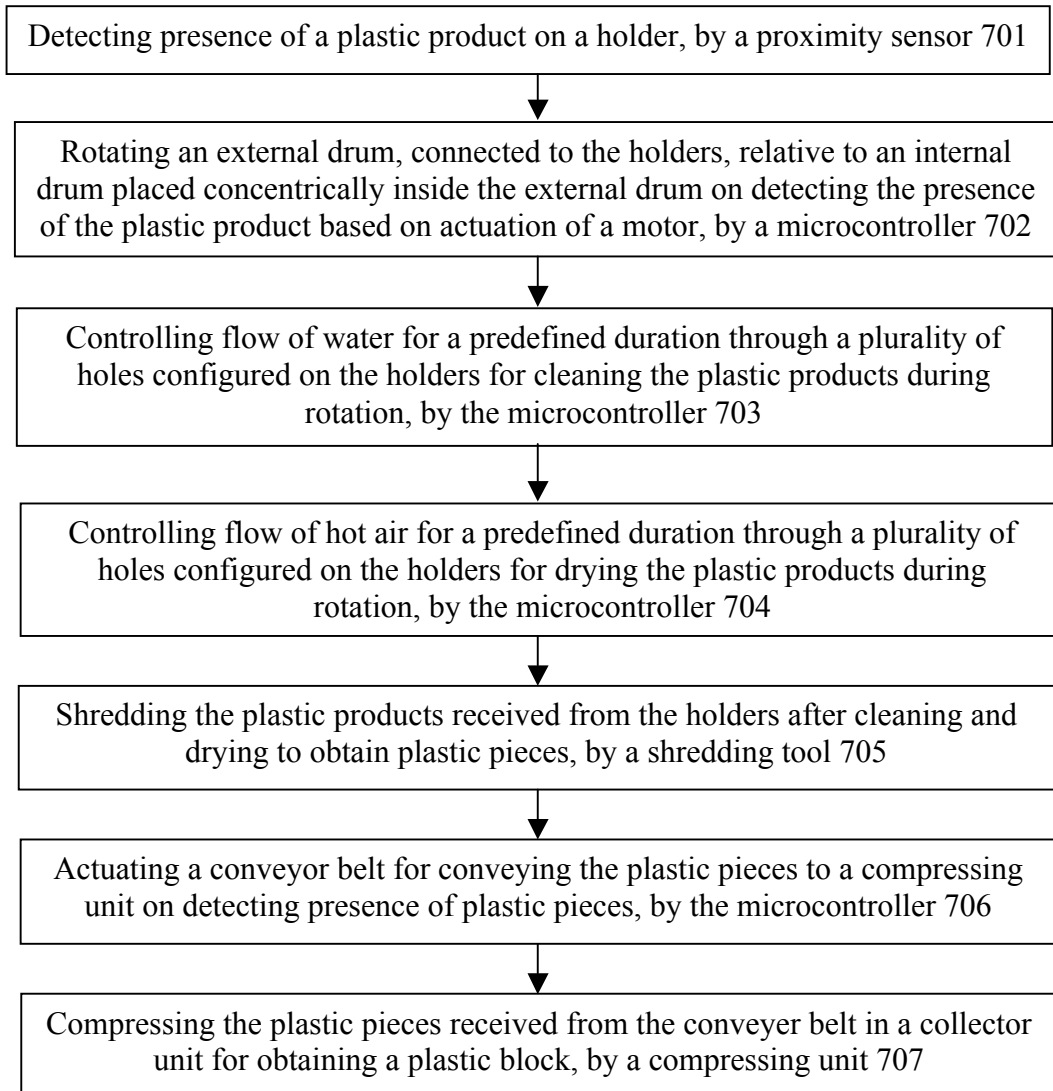 Detecting presence of a plastic product on a holder, by a proximity sensor 701
Rotating an external drum, connected to the holders, relative to an internal
drum placed concentrically inside the external drum on detecting the presence
of the plastic product based on actuation of a motor, by a microcontroller 702
Controlling flow of water for a predefined duration through a plurality of
holes configured on the holders for cleaning the plastic products during
rotation, by the microcontroller 703
Controlling flow of hot air for a predefined duration through a plurality of
holes configured on the holders for drying the plastic products during
rotation, by the microcontroller 704
Shredding the plastic products received from the holders after cleaning and
drying to obtain plastic pieces, by a shredding tool 705
Actuating a conveyor belt for conveying the plastic pieces to a compressing
unit on detecting presence of plastic pieces, by the microcontroller 706
Compressing the plastic pieces received from the conveyer belt in a collector
unit for obtaining a plastic block, by a compressing unit 707